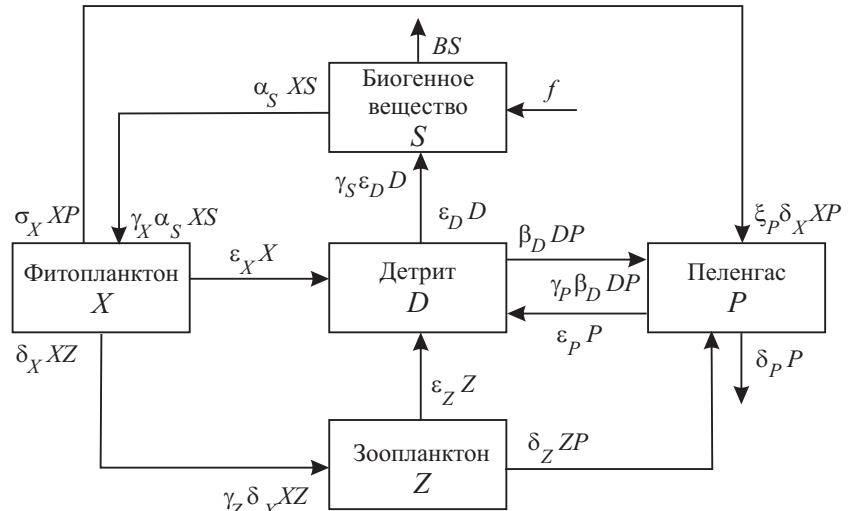 BS
Биогенное
вещество
S
α_S XS
f
γ_S ε_D D
ε_D D
σ_X XP
γ_X α_S XS
ξ_P δ_X XP
Фитопланктон
X
ε_X X
Детрит
D
β_D DP
γ_P β_D DP
ε_P P
Пеленгас
P
δ_X XZ
δ_P P
ε_Z Z
Зоопланктон
Z
δ_Z ZP
γ_Z δ_X XZ